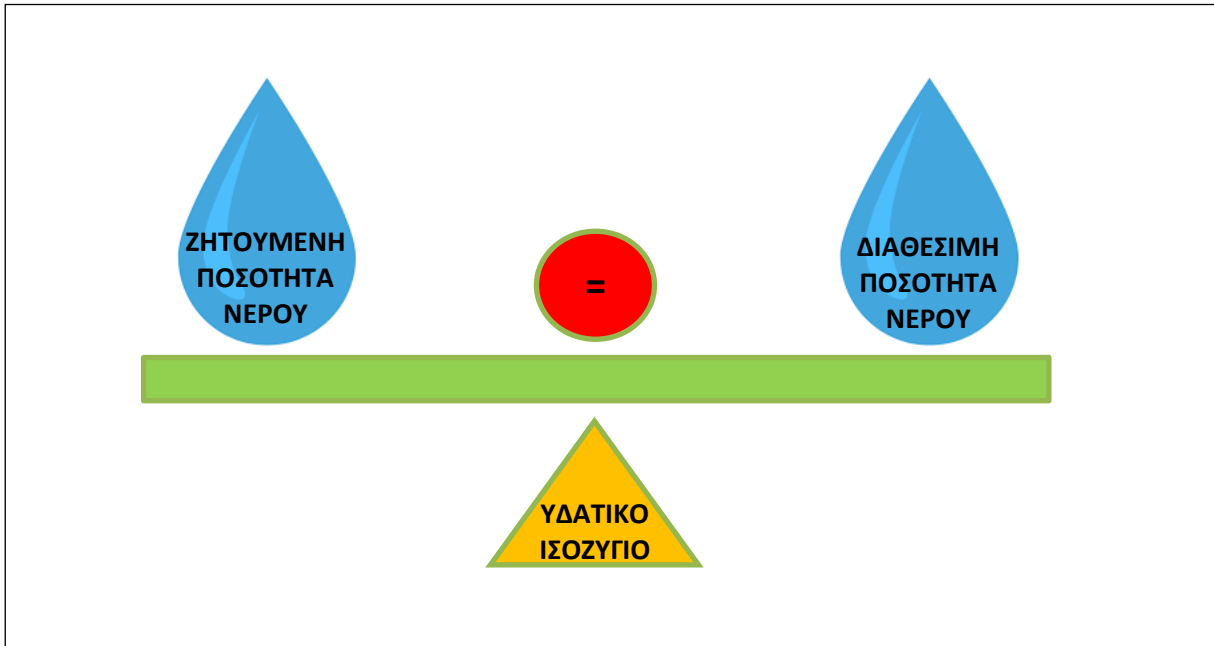 ΖΗΤΟΥΜΕΝΗ
ΠΟΣΟΤΗΤΑ
ΝΕΡΟΥ
=
ΔΙΑΘΕΣΙΜΗ
ΠΟΣΟΤΗΤΑ
ΝΕΡΟΥ
ΥΔΑΤΙΚΟ
ΙΣΟΖΥΓΙΟ